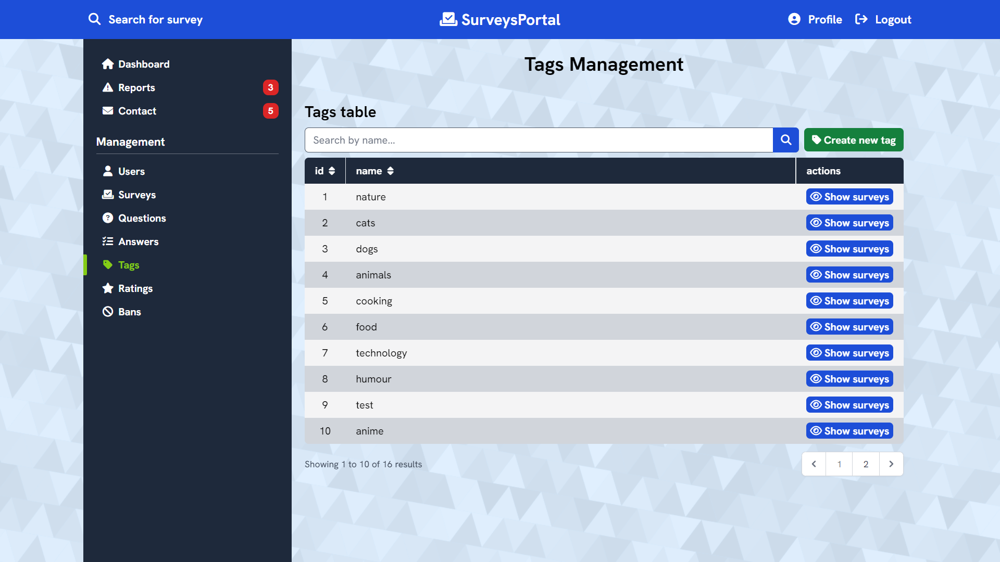 Search for survey
SurveysPortal
Profile
Logout
Dashboard
Reports 3
Contact 5
Management
Users
Surveys
Questions
Answers
Tags
Ratings
Bans
Tags Management
Tags table
Search by name...
Create new tag
id name actions
1 nature Show surveys
2 cats Show surveys
3 dogs Show surveys
4 animals Show surveys
5 cooking Show surveys
6 food Show surveys
7 technology Show surveys
8 humour Show surveys
9 test Show surveys
10 anime Show surveys
Showing 1 to 10 of 16 results
1 2